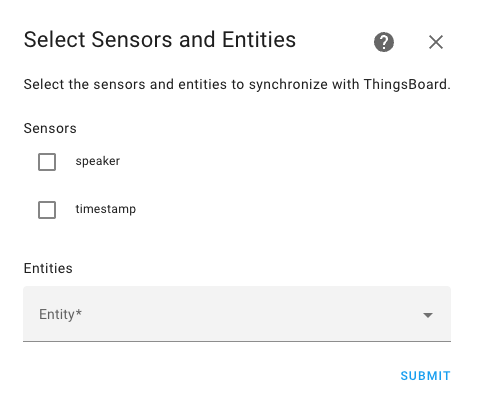 Select Sensors and Entities
Select the sensors and entities to synchronize with ThingsBoard.
Sensors
speaker
timestamp
Entities
Entity*
SUBMIT